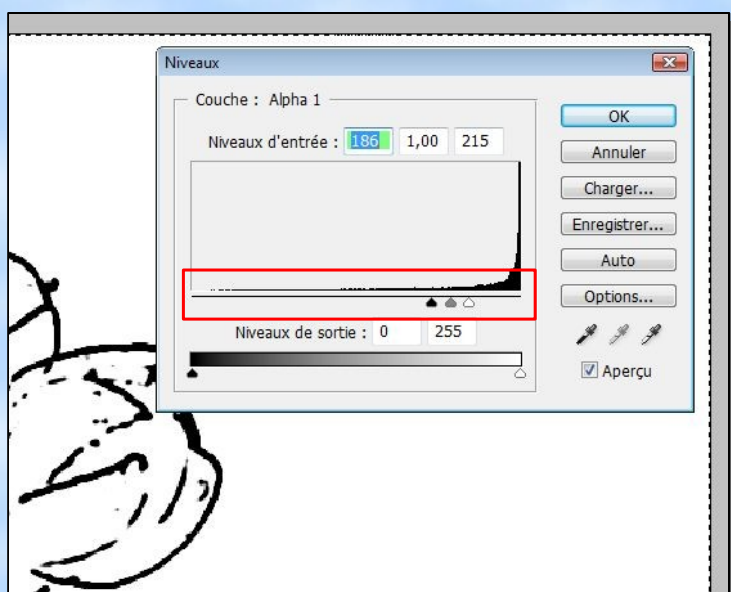 Niveaux
Couche : Alpha 1
Niveaux d'entrée : 186 1,00 215
Niveaux de sortie : 0 255
OK
Annuler
Charger...
Enregistrer...
Auto
Options...
Aperçu